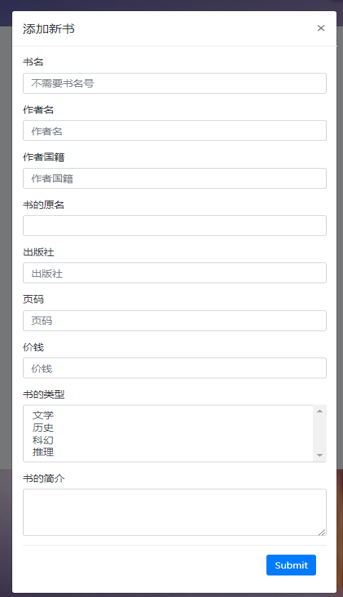 添加新书 ×
书名
不需要书名号
作者名
作者名
作者国籍
作者国籍
书的原名
出版社
出版社
页码
页码
价钱
价钱
书的类型
文学
历史
科幻
推理
书的简介
Submit